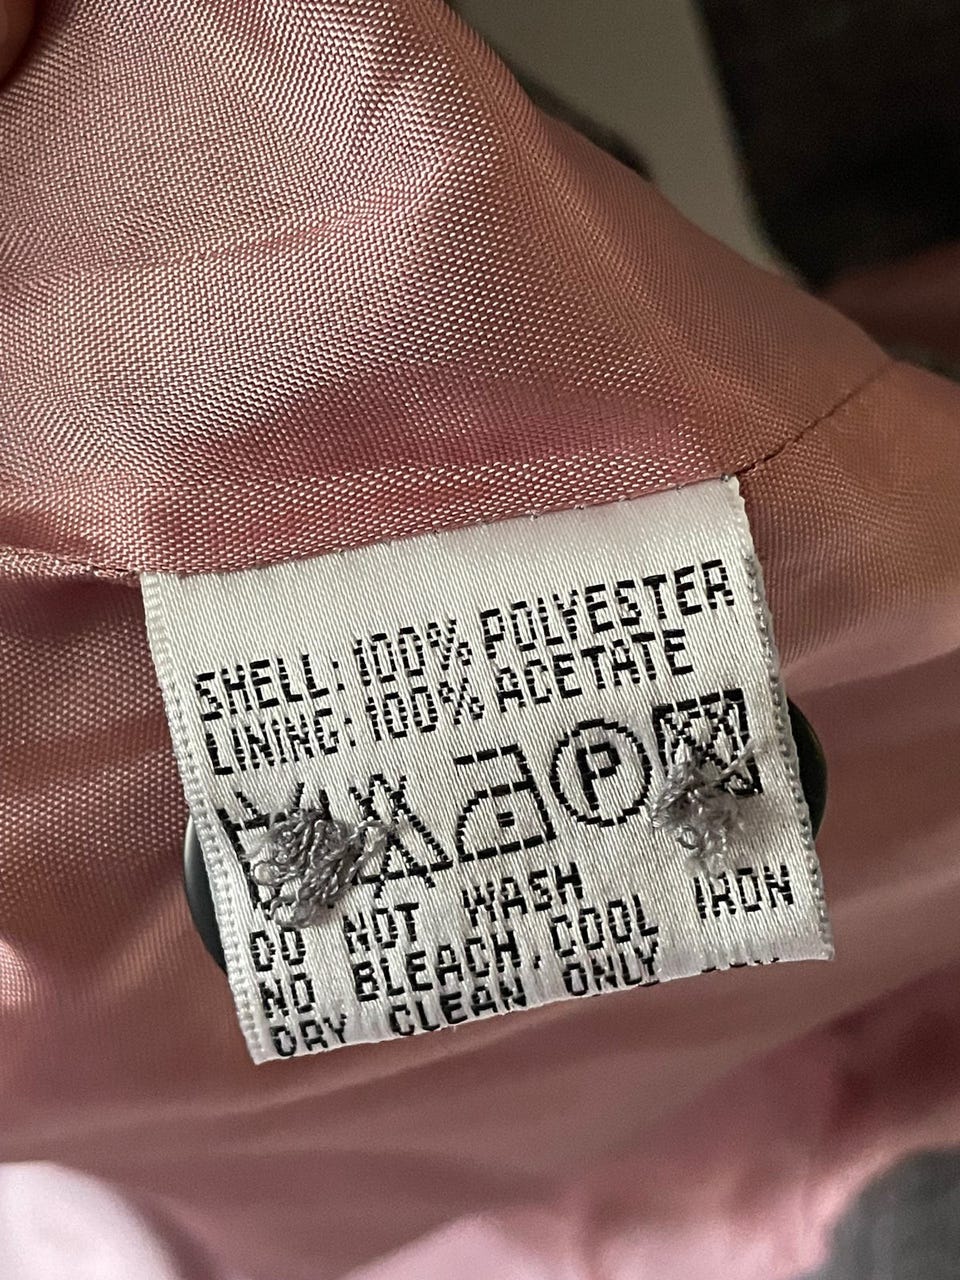 SHELL: 100% POLYESTER
LINING: 100% ACETATE
P
DO NOT WASH
NO BLEACH, COOL IRON
DRY CLEAN ONLY